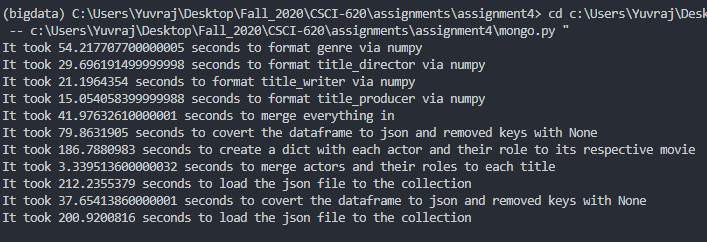 (bigdata) C:\Users\Yuvraj\Desktop\Fall_2020\CSCI-620\assignments\assignment4> cd c:\Users\Yuvraj\Desk
-- c:\Users\Yuvraj\Desktop\Fall_2020\CSCI-620\assignments\assignment4\mongo.py "
It took 54.217707700000005 seconds to format genre via numpy
It took 29.696191499999998 seconds to format title_director via numpy
It took 21.1964354 seconds to format title_writer via numpy
It took 15.054058399999988 seconds to format title_producer via numpy
It took 41.97632610000001 seconds to merge everything in
It took 79.8631905 seconds to covert the dataframe to json and removed keys with None
It took 186.7880983 seconds to create a dict with each actor and their role to its respective movie
It took 3.339513600000032 seconds to merge actors and their roles to each title
It took 212.2355379 seconds to load the json file to the collection
It took 37.65413860000001 seconds to covert the dataframe to json and removed keys with None
It took 200.9200816 seconds to load the json file to the collection